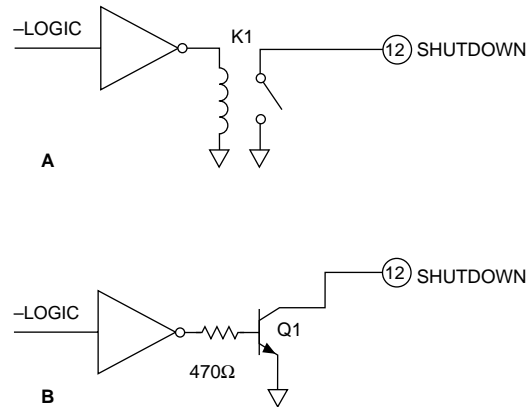 –LOGIC
K1
12 SHUTDOWN
A
–LOGIC
12 SHUTDOWN
Q1
470Ω
B